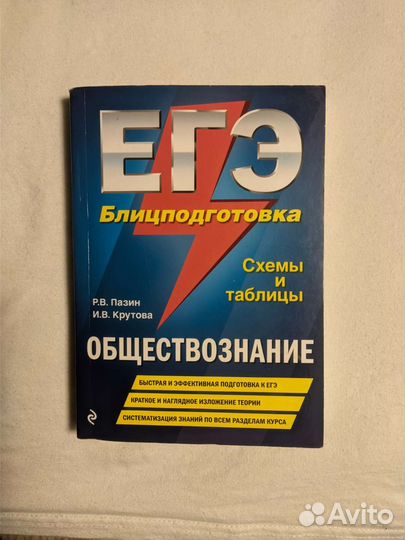 ЕГЭ
Блицподготовка
Схемы
и
таблицы
Р.В. Пазин
И.В. Крутова
ОБЩЕСТВОЗНАНИЕ
БЫСТРАЯ И ЭФФЕКТИВНАЯ ПОДГОТОВКА К ЕГЭ
КРАТКОЕ И НАГЛЯДНОЕ ИЗЛОЖЕНИЕ ТЕОРИИ
СИСТЕМАТИЗАЦИЯ ЗНАНИЙ ПО ВСЕМ РАЗДЕЛАМ КУРСА
Avito